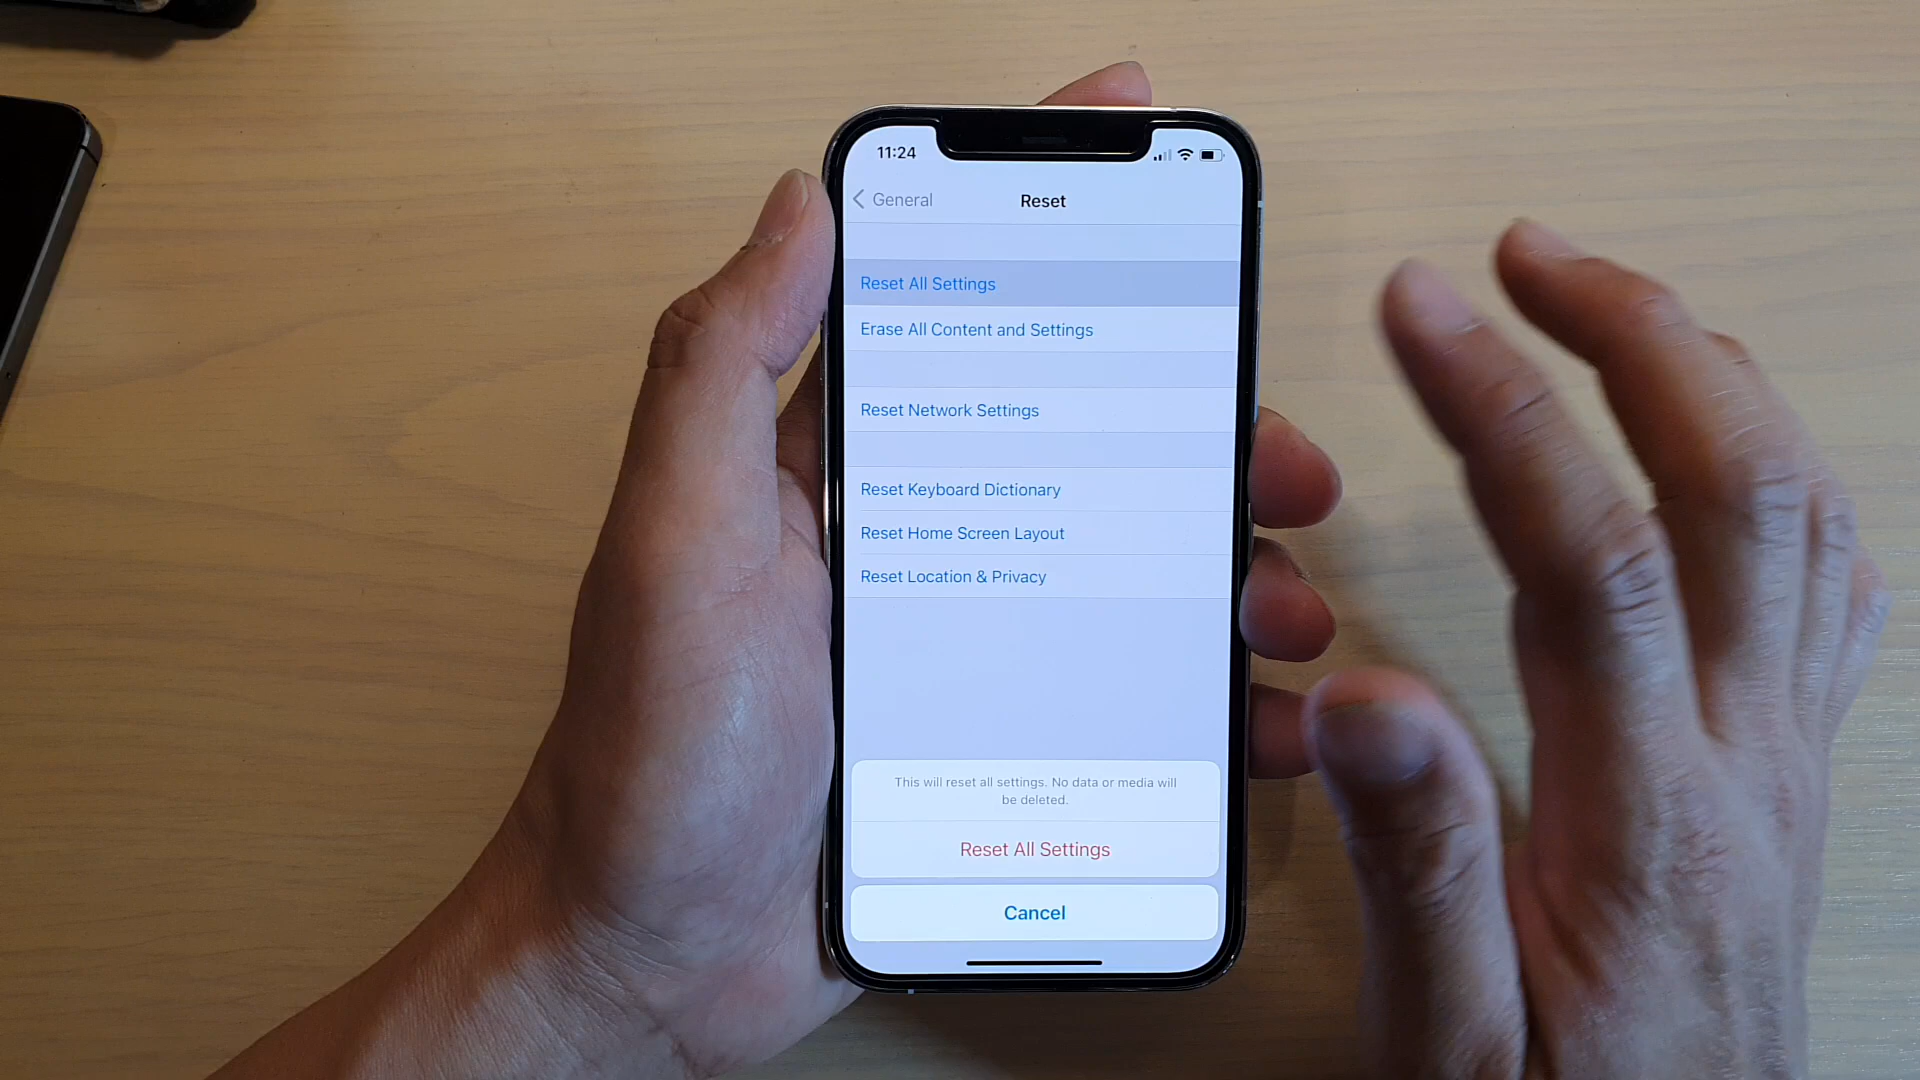 11:24
General
Reset
Reset All Settings
Erase All Content and Settings
Reset Network Settings
Reset Keyboard Dictionary
Reset Home Screen Layout
Reset Location & Privacy
This will reset all settings. No data or media will
be deleted.
Reset All Settings
Cancel